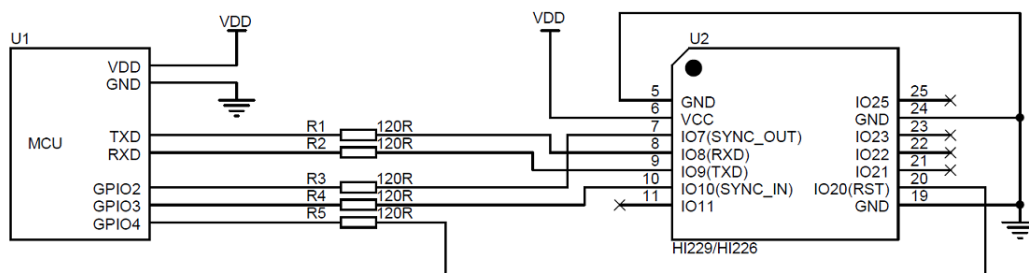 VDD
VDD
U1
U2
VDD
GND
MCU
TXD
RXD
GPIO2
GPIO3
GPIO4
R1 120R
R2 120R
R3 120R
R4 120R
R5 120R
5 GND
6 VCC
7 IO7(SYNC_OUT)
8 IO8(RXD)
9 IO9(TXD)
10 IO10(SYNC_IN)
11 IO11
IO25 25
GND 24
IO23 23
IO22 22
IO21 21
IO20(RST) 20
GND 19
HI229/HI226